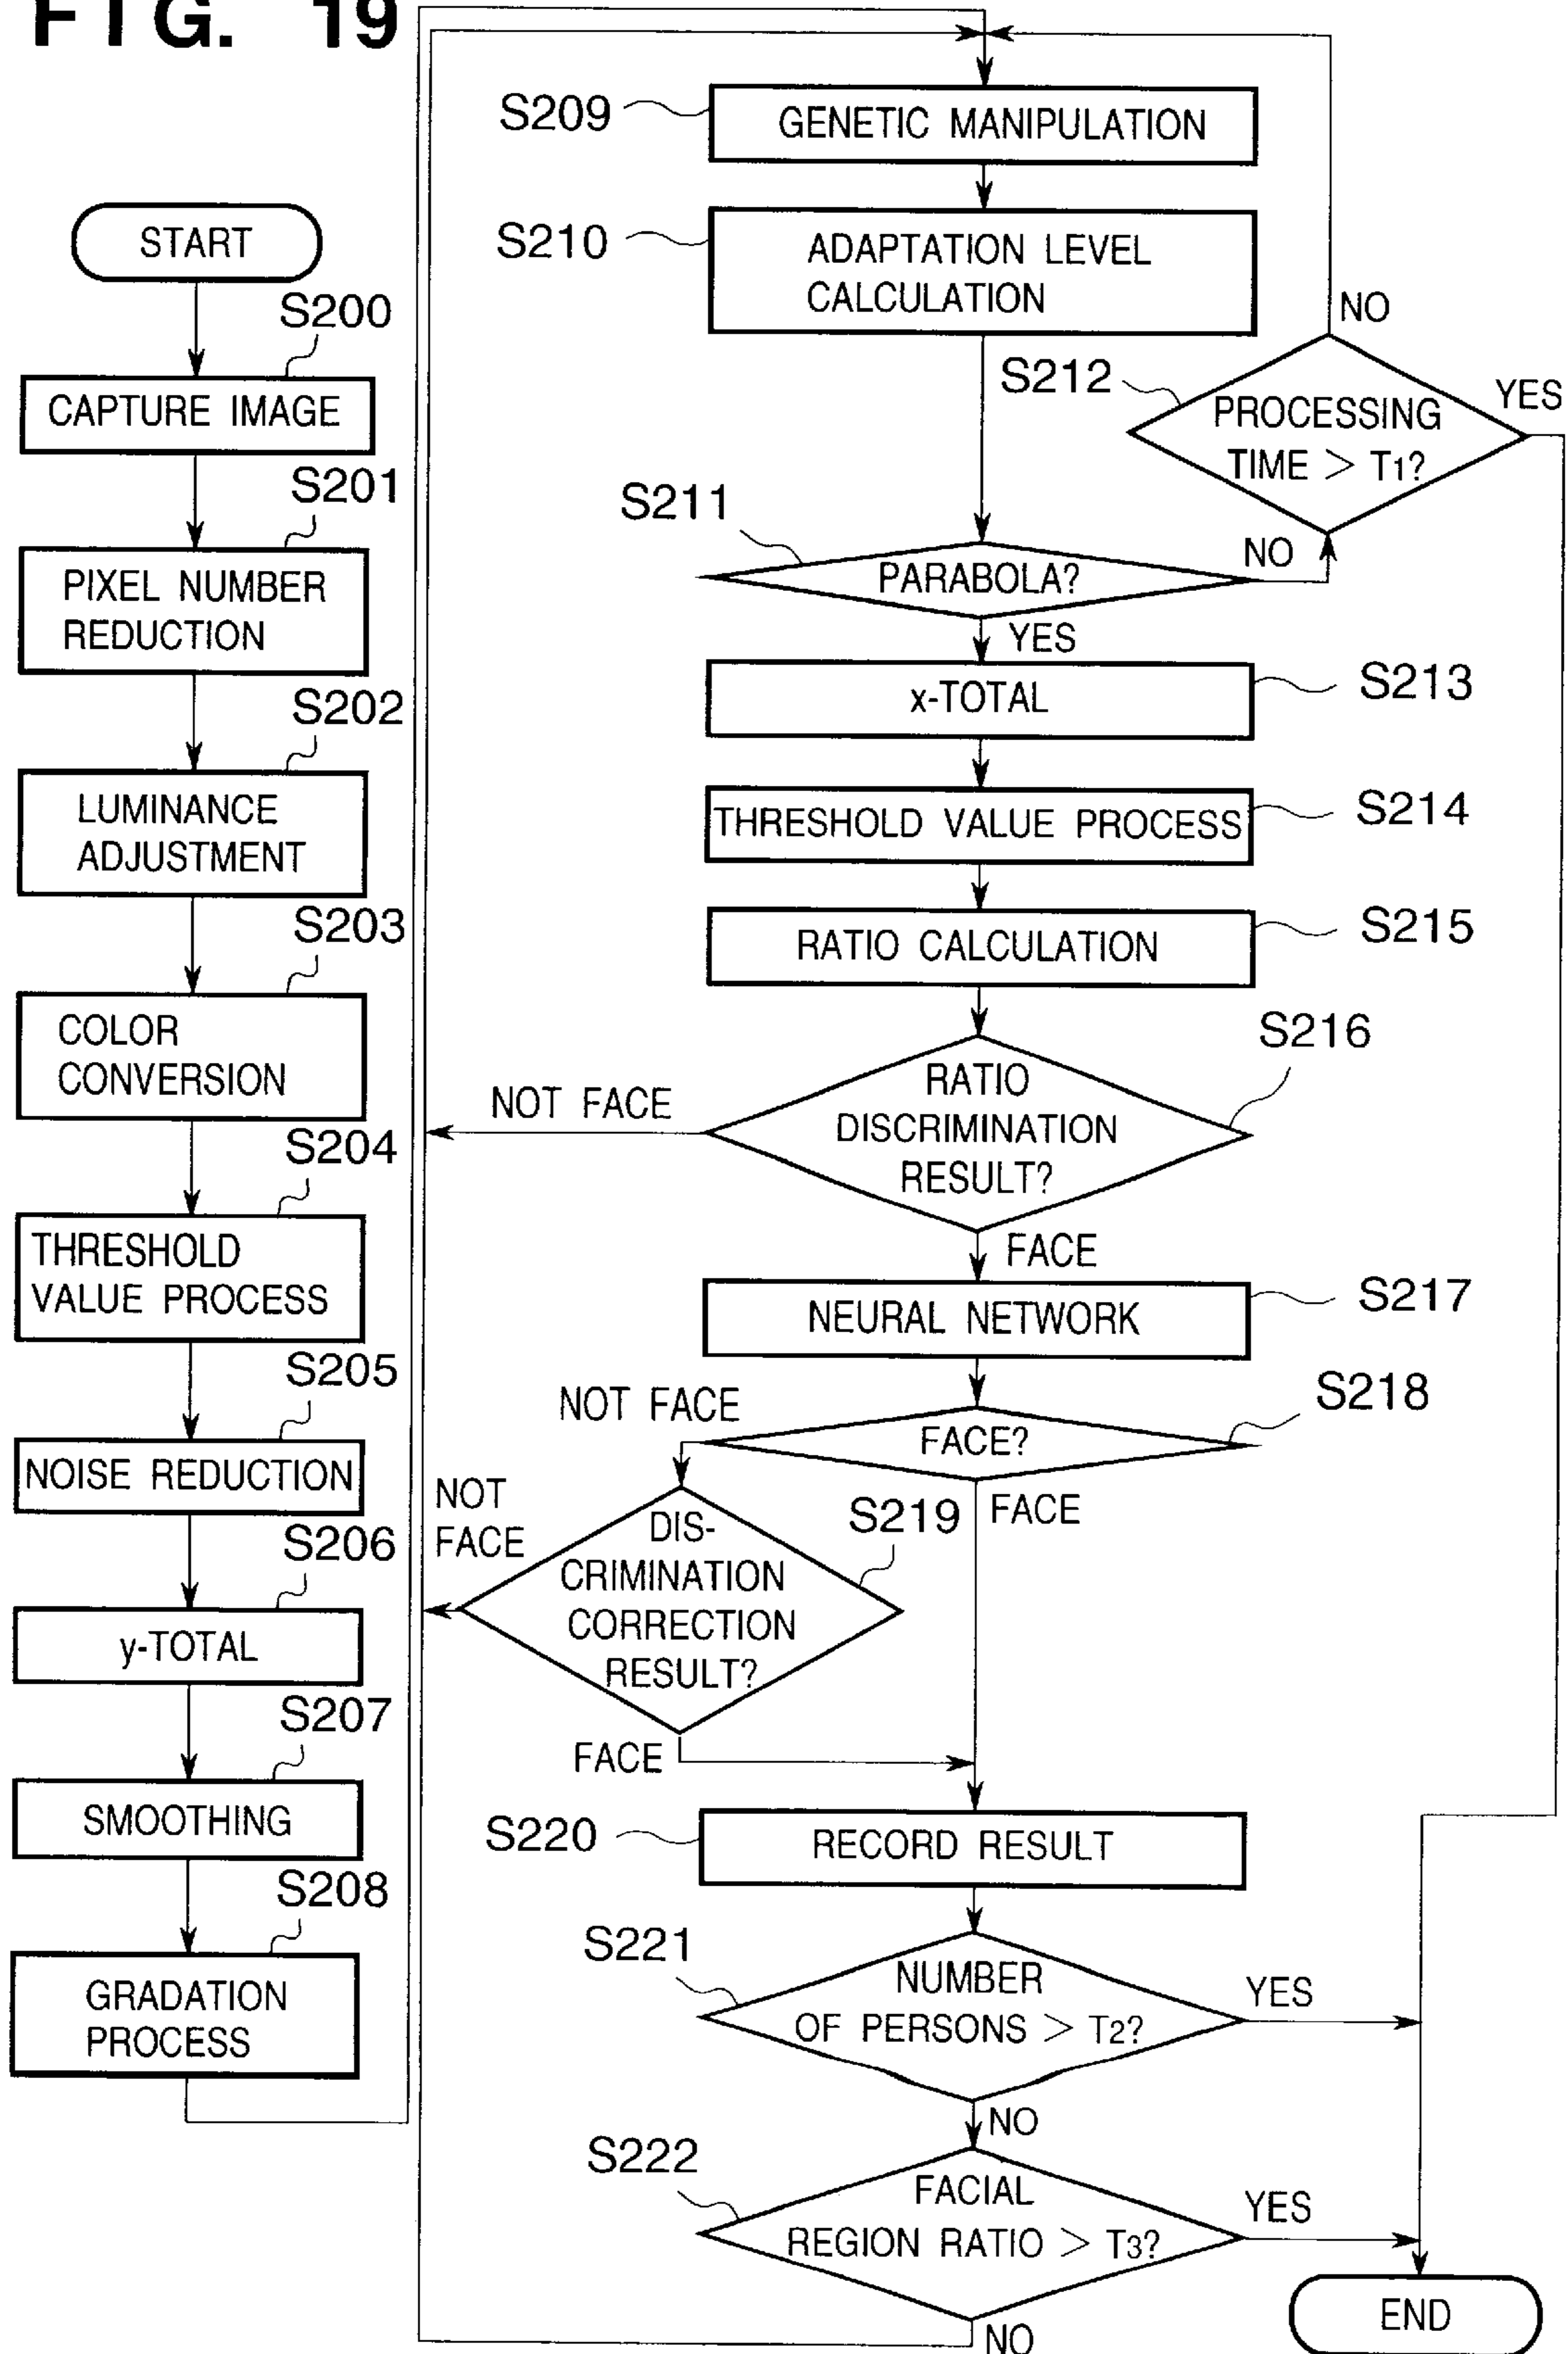 FIG. 19
START
S200
CAPTURE IMAGE
S201
PIXEL NUMBER
REDUCTION
S202
LUMINANCE
ADJUSTMENT
S203
COLOR
CONVERSION
S204
THRESHOLD
VALUE PROCESS
S205
NOISE REDUCTION
S206
y-TOTAL
S207
SMOOTHING
S208
GRADATION
PROCESS
S209
GENETIC MANIPULATION
S210
ADAPTATION LEVEL
CALCULATION
S211
PARABOLA?
NO
YES
S212
PROCESSING
TIME > T1?
NO
YES
x-TOTAL
S213
THRESHOLD VALUE PROCESS
S214
RATIO CALCULATION
S215
S216
RATIO
DISCRIMINATION
RESULT?
NOT FACE
FACE
NEURAL NETWORK
S217
S218
FACE?
NOT FACE
FACE
S219
DIS-
CRIMINATION
CORRECTION
RESULT?
NOT
FACE
FACE
S220
RECORD RESULT
S221
NUMBER
OF PERSONS > T2?
YES
NO
S222
FACIAL
REGION RATIO > T3?
YES
NO
END